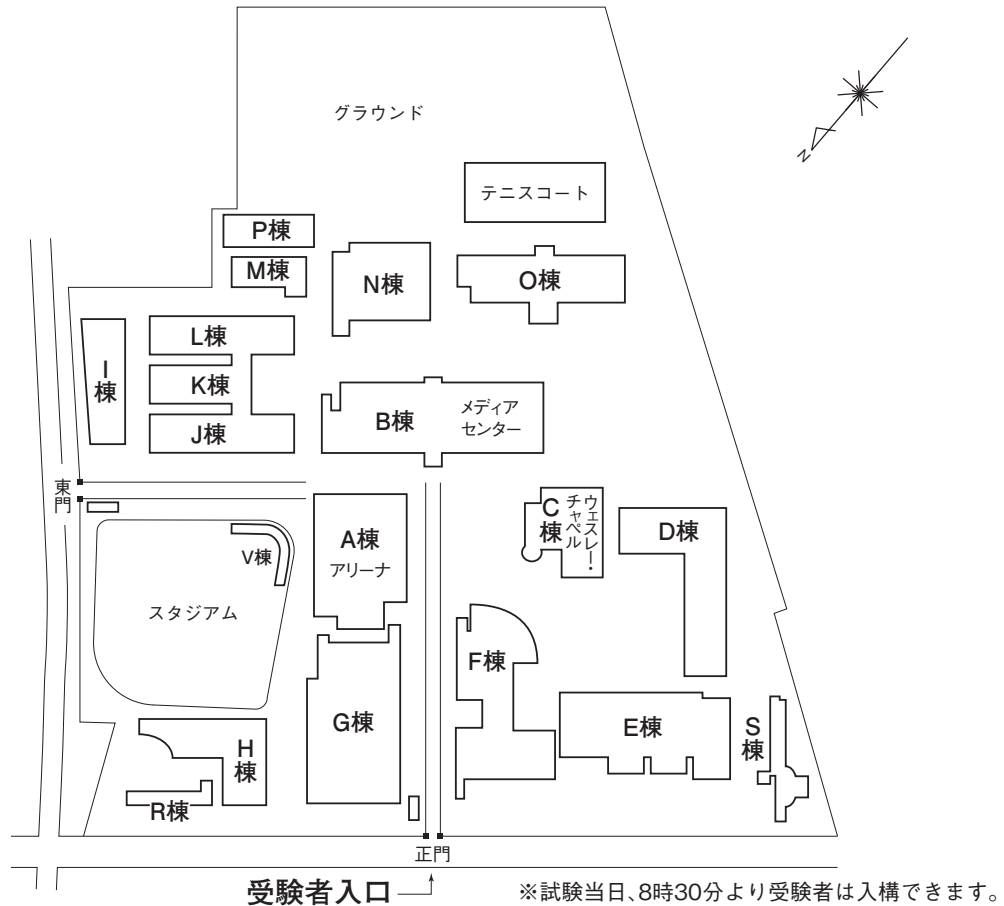 グラウンド
N
テニスコート
P棟
M棟
N棟
O棟
L棟
I棟
K棟
J棟
B棟
メディア
センター
東門
C棟
ウェスレー・
チャペル
D棟
A棟
アリーナ
V棟
スタジアム
F棟
G棟
E棟
S棟
H棟
R棟
正門
受験者入口
※試験当日、8時30分より受験者は入構できます。